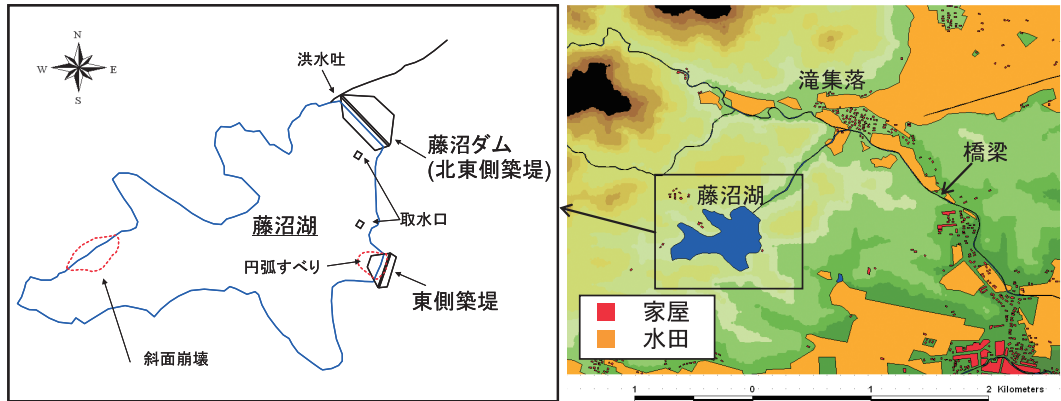 N
W
E
S
洪水吐
藤沼ダム
(北東側築堤)
取水口
藤沼湖
円弧すべり
東側築堤
斜面崩壊
滝集落
橋梁
藤沼湖
家屋
水田
1 0 1 2 Kilometers